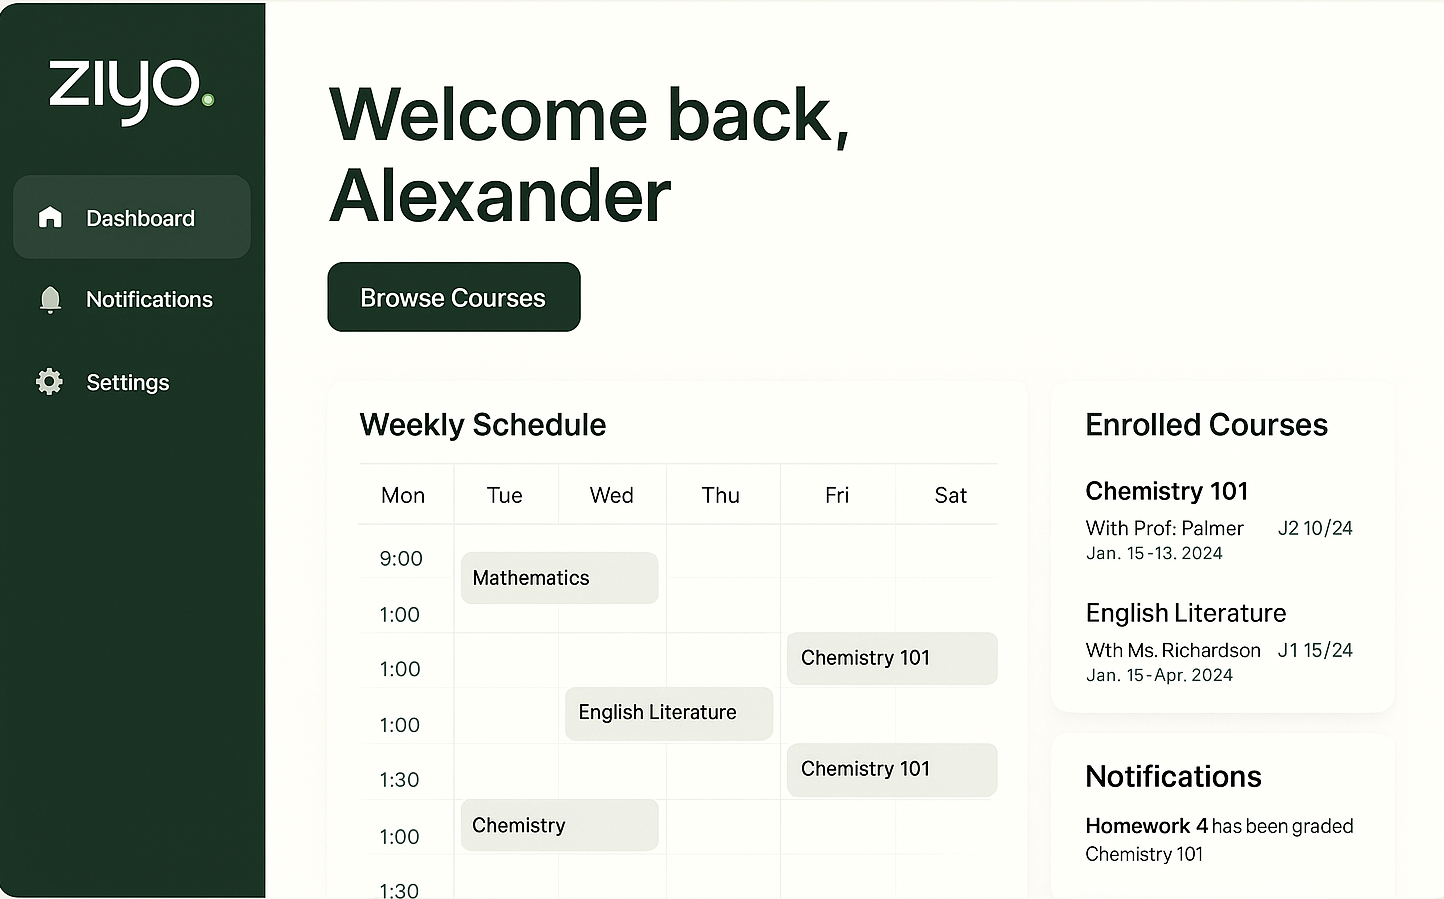 ziyo.
Dashboard
Notifications
Settings
Welcome back,
Alexander
Browse Courses
Weekly Schedule
Mon Tue Wed Thu Fri Sat
9:00
Mathematics
1:00
1:00
Chemistry 101
1:00
English Literature
1:30
Chemistry 101
1:00
Chemistry
1:30
Enrolled Courses
Chemistry 101
With Prof: Palmer J2 10/24
Jan. 15-13. 2024
English Literature
Wth Ms. Richardson J1 15/24
Jan. 15-Apr. 2024
Notifications
Homework 4 has been graded
Chemistry 101